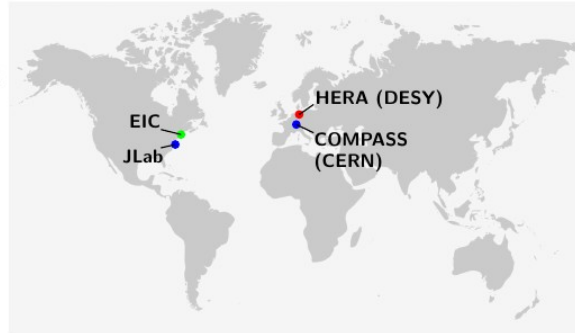 HERA (DESY)
EIC
COMPASS
(CERN)
JLab